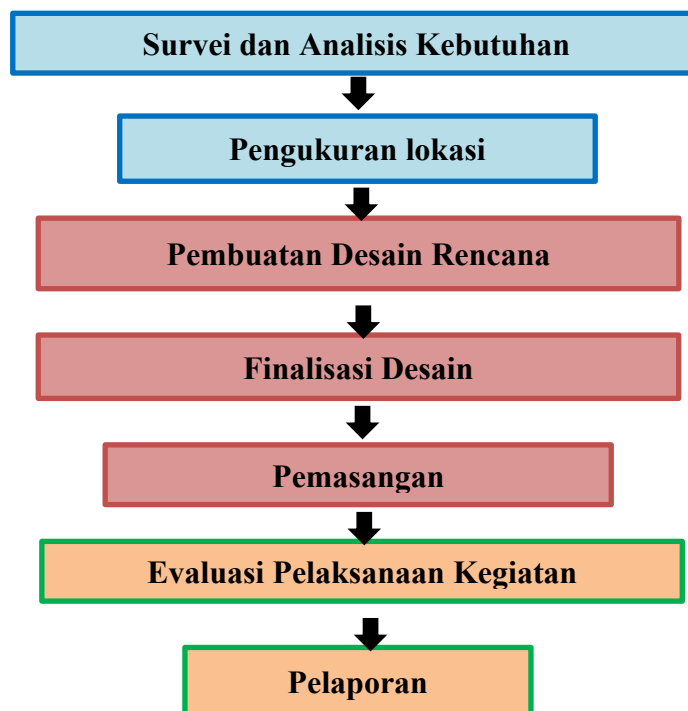 Survei dan Analisis Kebutuhan
Pengukuran lokasi
Pembuatan Desain Rencana
Finalisasi Desain
Pemasangan
Evaluasi Pelaksanaan Kegiatan
Pelaporan